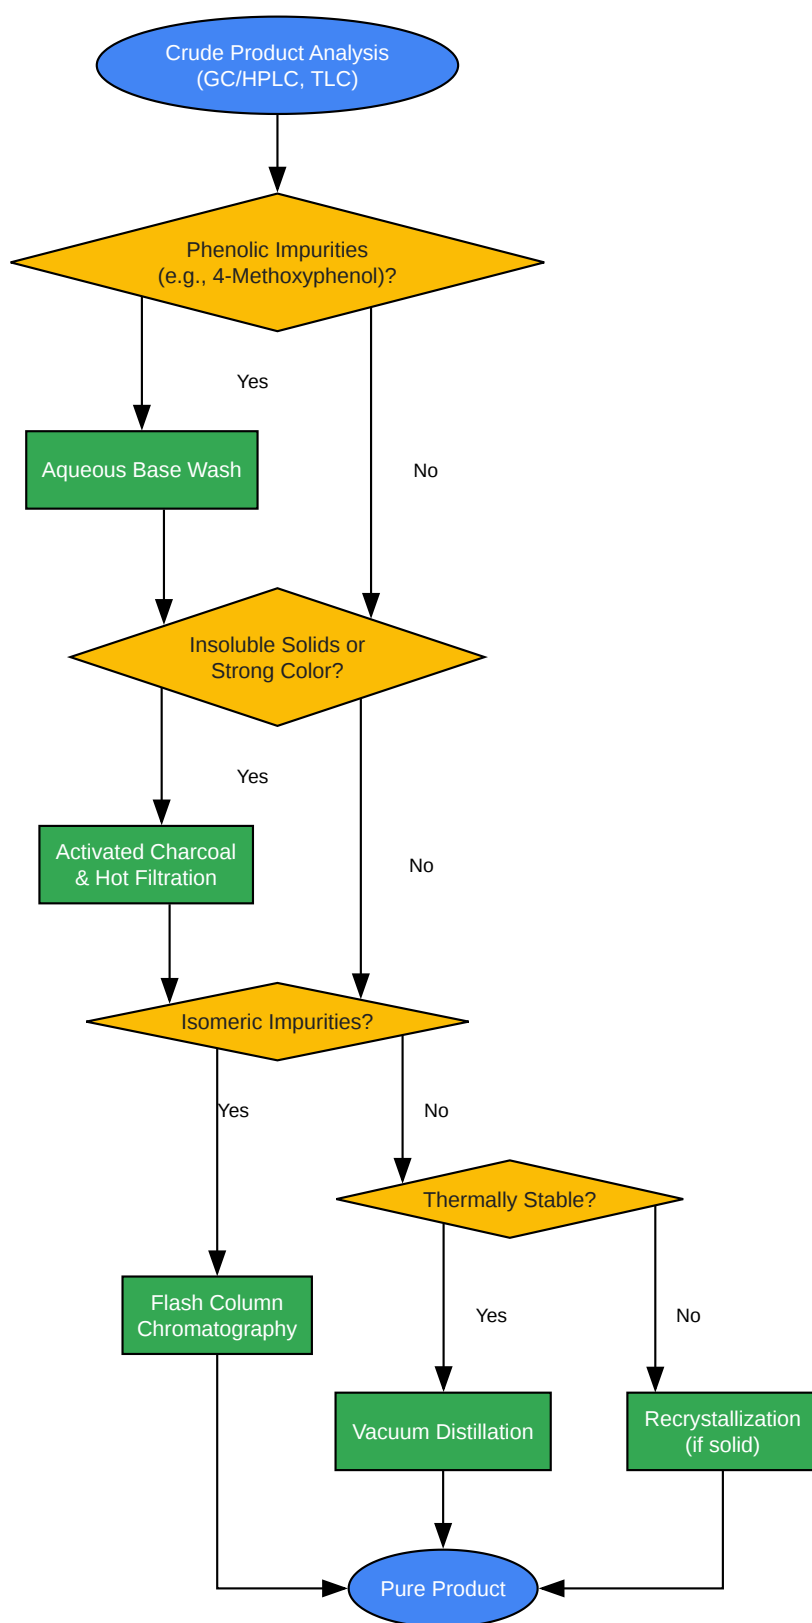 Crude Product Analysis
(GC/HPLC, TLC)
Phenolic Impurities
(e.g., 4-Methoxyphenol)?
Yes
Aqueous Base Wash
No
Insoluble Solids or
Strong Color?
Yes
Activated Charcoal
& Hot Filtration
No
Isomeric Impurities?
Yes
No
Thermally Stable?
Flash Column
Chromatography
Yes
No
Vacuum Distillation
Recrystallization
(if solid)
Pure Product